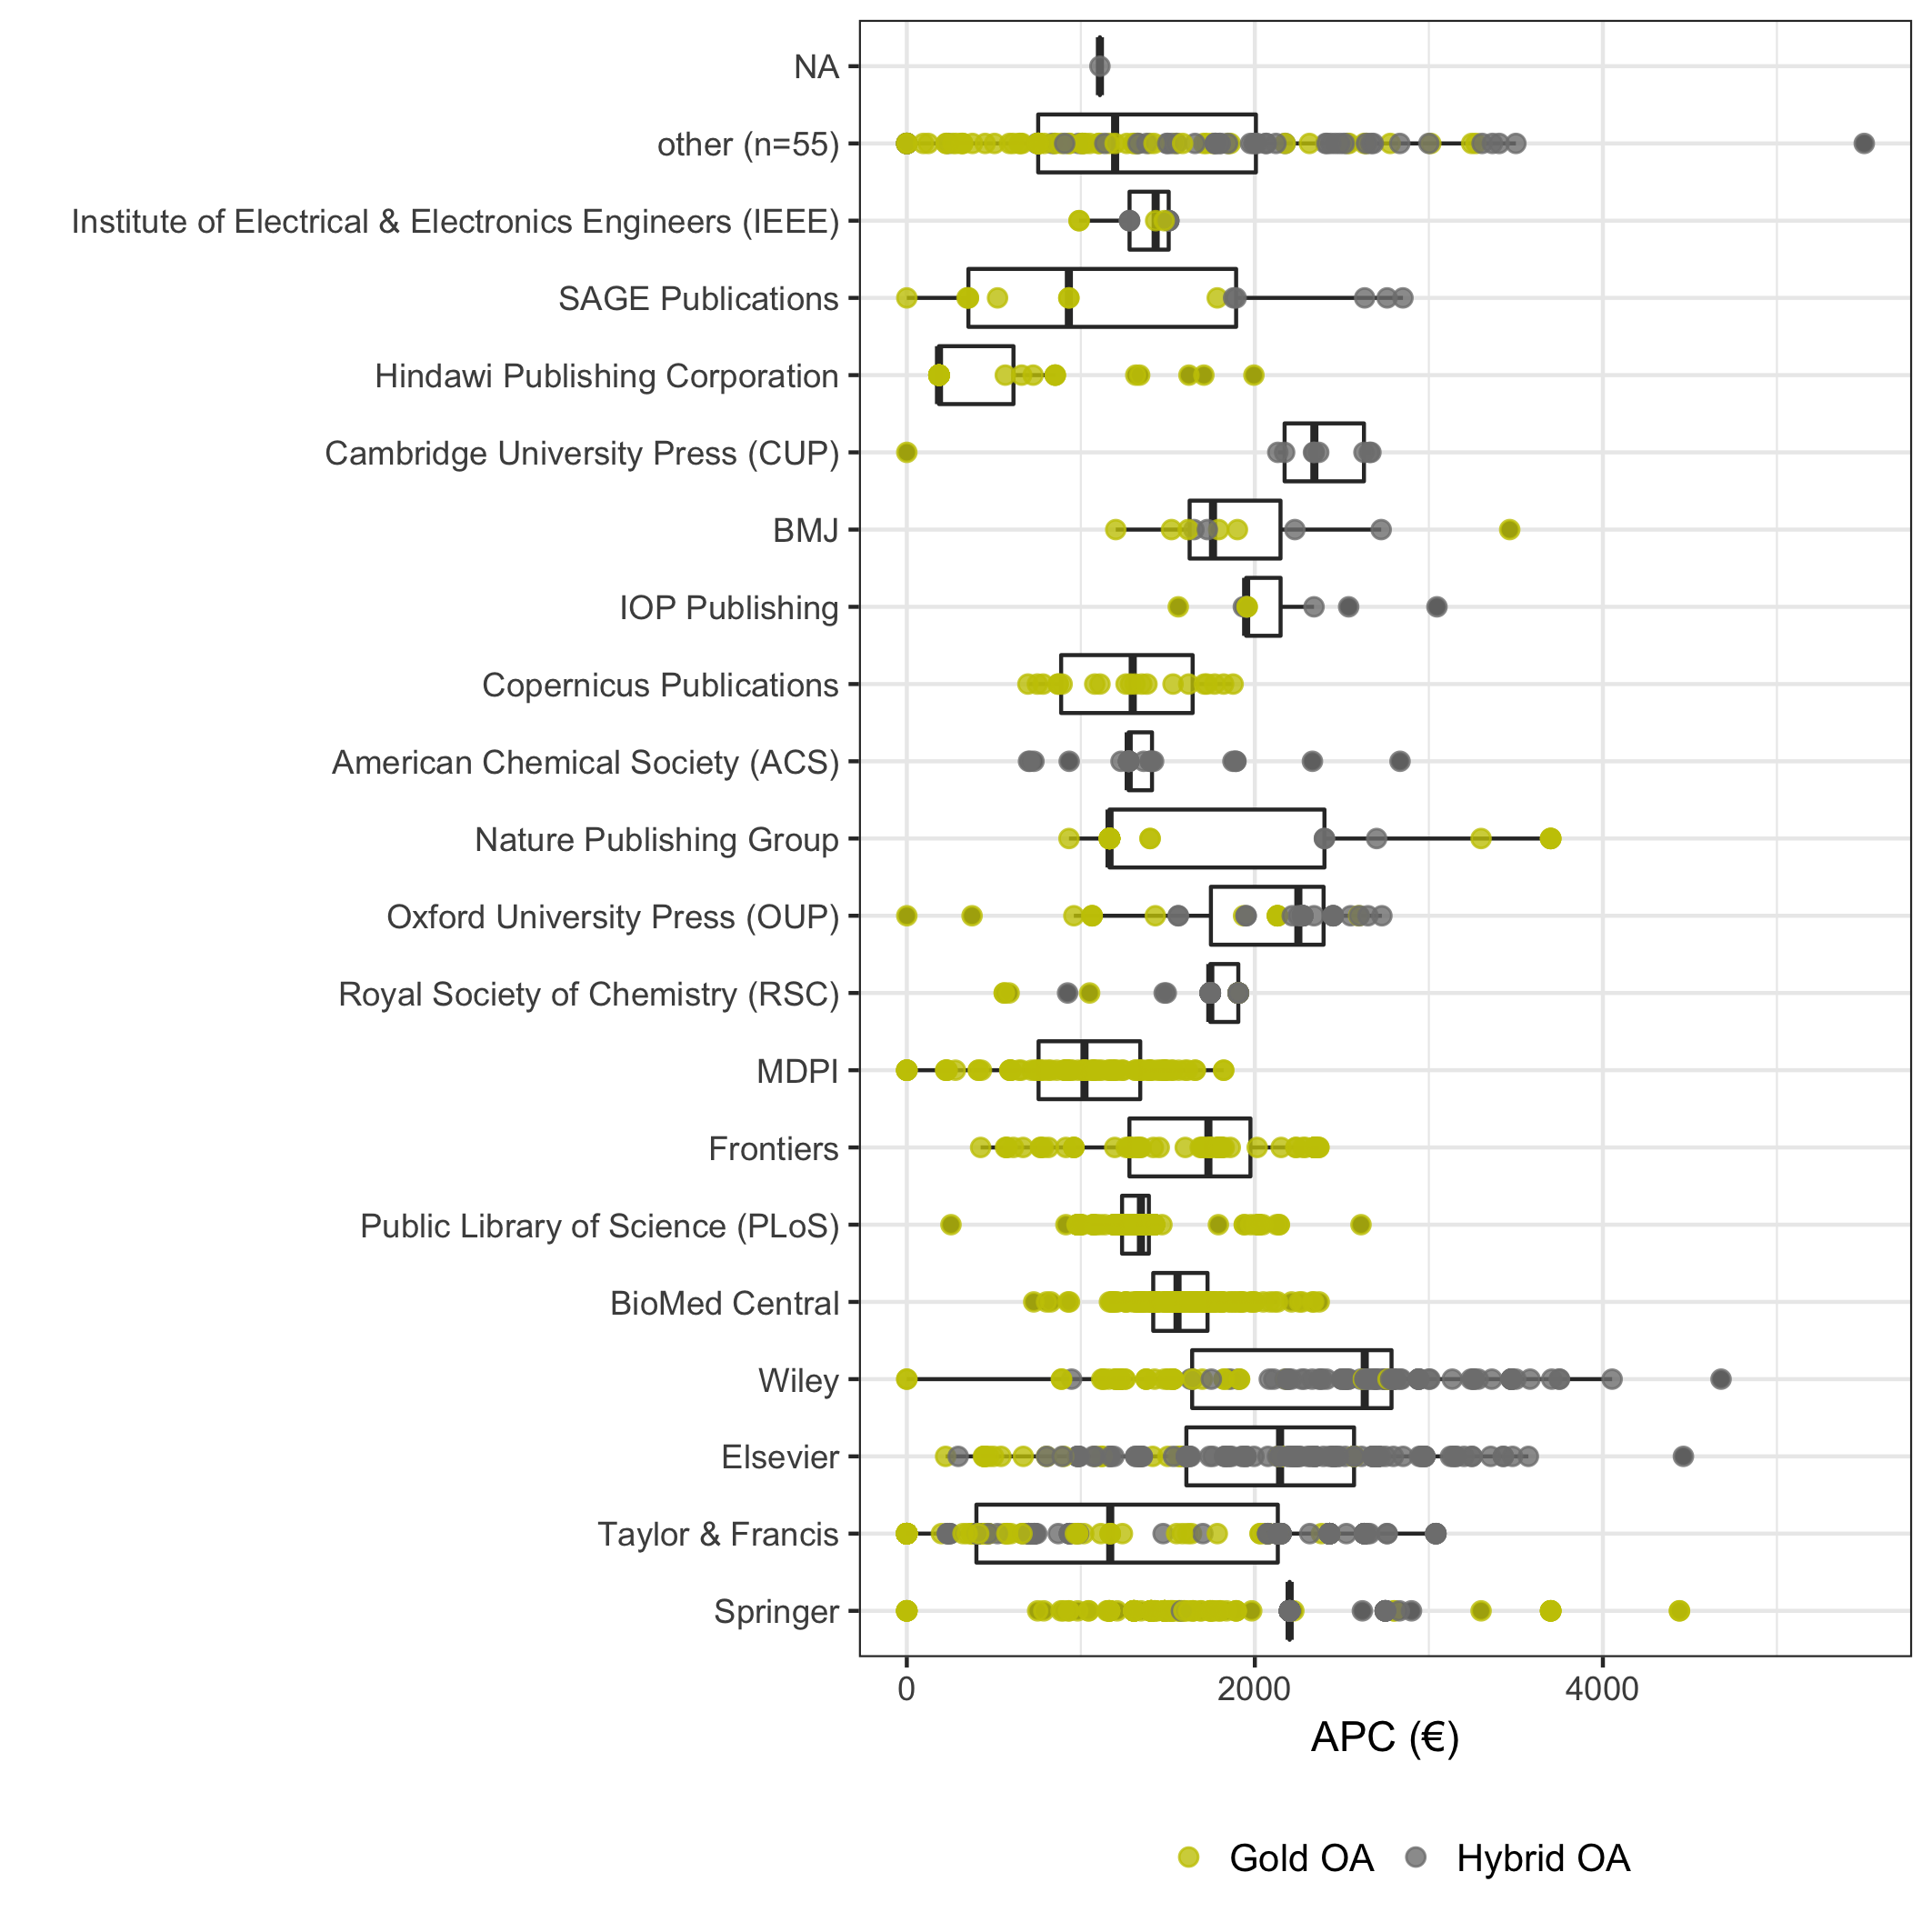 NA
other (n=55)
Institute of Electrical & Electronics Engineers (IEEE)
SAGE Publications
Hindawi Publishing Corporation
Cambridge University Press (CUP)
BMJ
IOP Publishing
Copernicus Publications
American Chemical Society (ACS)
Nature Publishing Group
Oxford University Press (OUP)
Royal Society of Chemistry (RSC)
MDPI
Frontiers
Public Library of Science (PLoS)
BioMed Central
Wiley
Elsevier
Taylor & Francis
Springer
0 2000 4000
APC (€)
Gold OA Hybrid OA